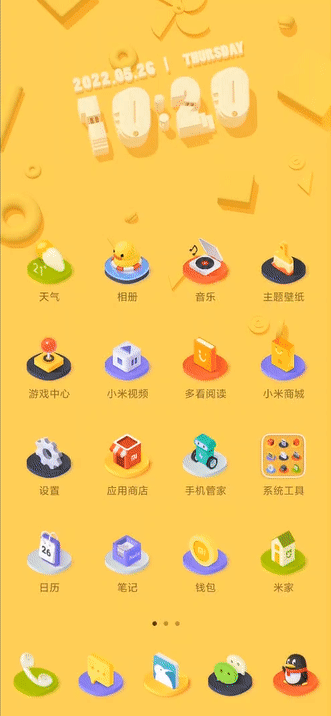 2022.05.26 | THURSDAY
10:20
21°
天气 相册 音乐 主题壁纸
游戏中心 小米视频 多看阅读 小米商城
设置 应用商店 手机管家 系统工具
26
日历 笔记 钱包 米家